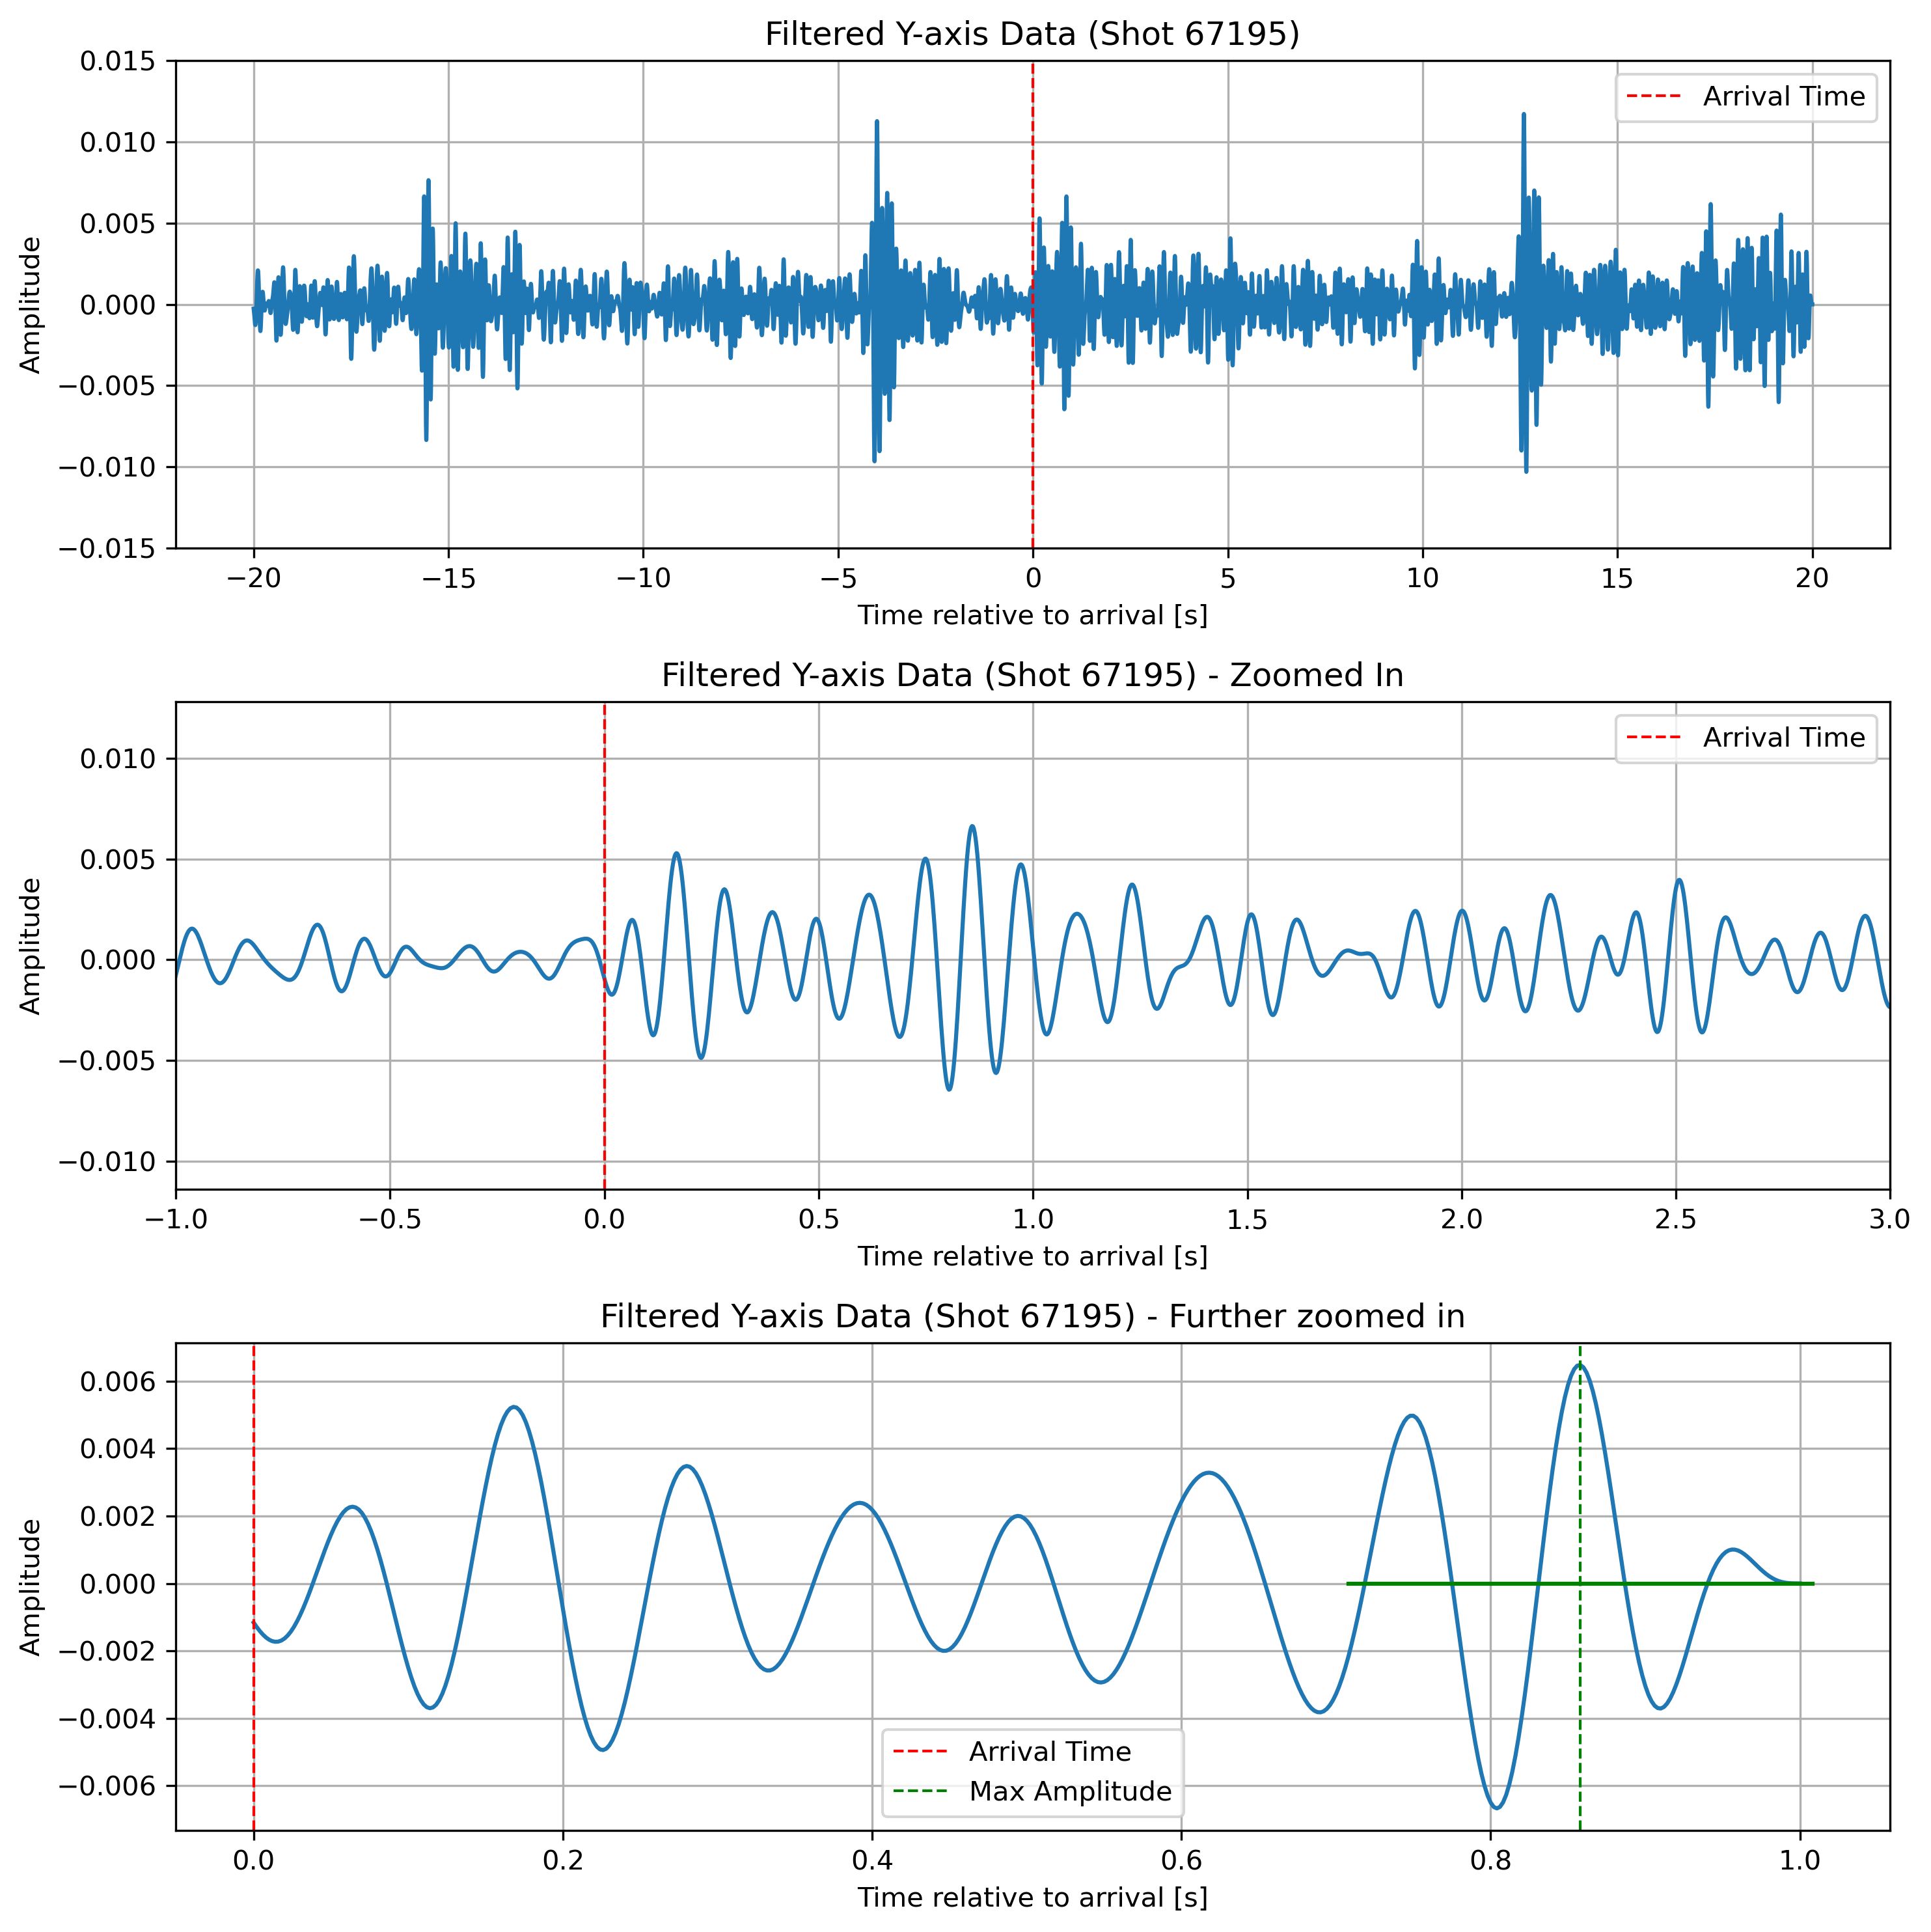 Filtered Y-axis Data (Shot 67195)
Amplitude
0.015
0.010
0.005
0.000
−0.005
−0.010
−0.015
Arrival Time
−20 −15 −10 −5 0 5 10 15 20
Time relative to arrival [s]
Filtered Y-axis Data (Shot 67195) - Zoomed In
Amplitude
0.010
0.005
0.000
−0.005
−0.010
Arrival Time
−1.0 −0.5 0.0 0.5 1.0 1.5 2.0 2.5 3.0
Time relative to arrival [s]
Filtered Y-axis Data (Shot 67195) - Further zoomed in
Amplitude
0.006
0.004
0.002
0.000
−0.002
−0.004
−0.006
Arrival Time
Max Amplitude
0.0 0.2 0.4 0.6 0.8 1.0
Time relative to arrival [s]